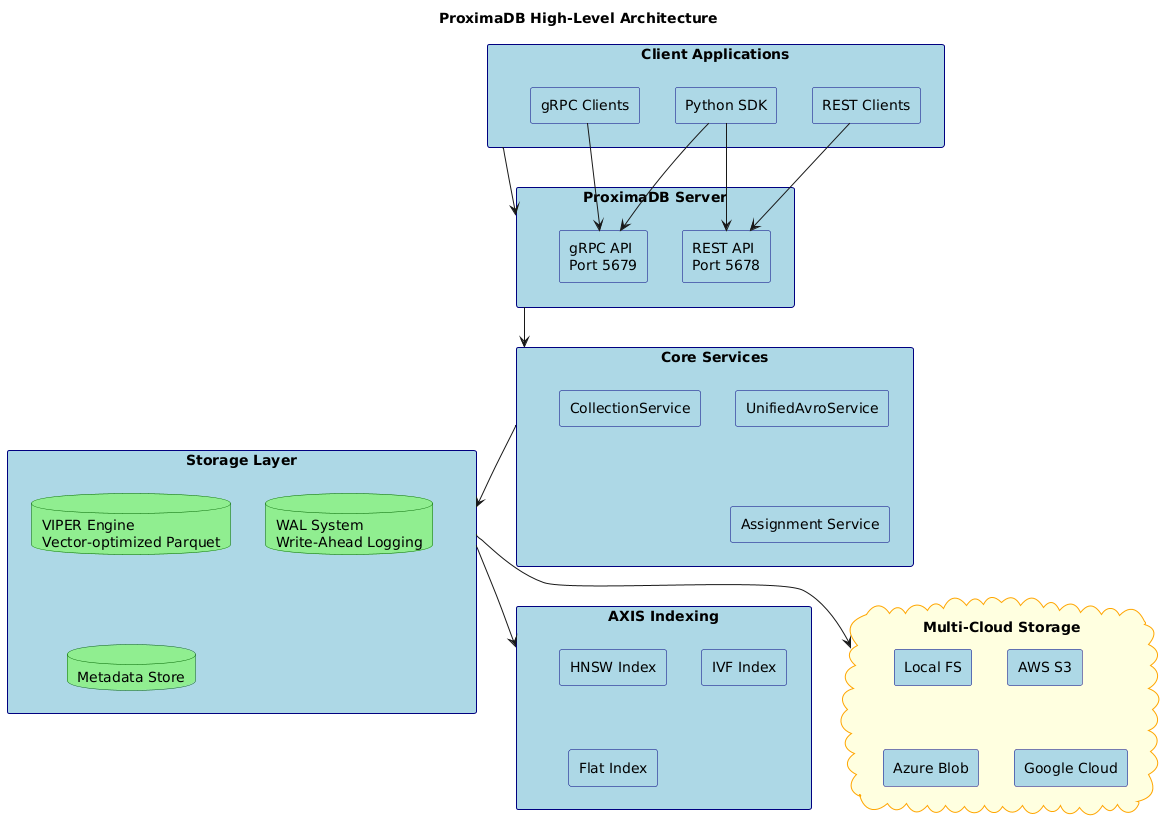 ProximaDB High-Level Architecture
Client Applications
gRPC Clients
Python SDK
REST Clients
ProximaDB Server
gRPC API
Port 5679
REST API
Port 5678
Core Services
CollectionService
UnifiedAvroService
Assignment Service
Storage Layer
VIPER Engine
Vector-optimized Parquet
WAL System
Write-Ahead Logging
Metadata Store
AXIS Indexing
HNSW Index
IVF Index
Flat Index
Multi-Cloud Storage
Local FS
AWS S3
Azure Blob
Google Cloud